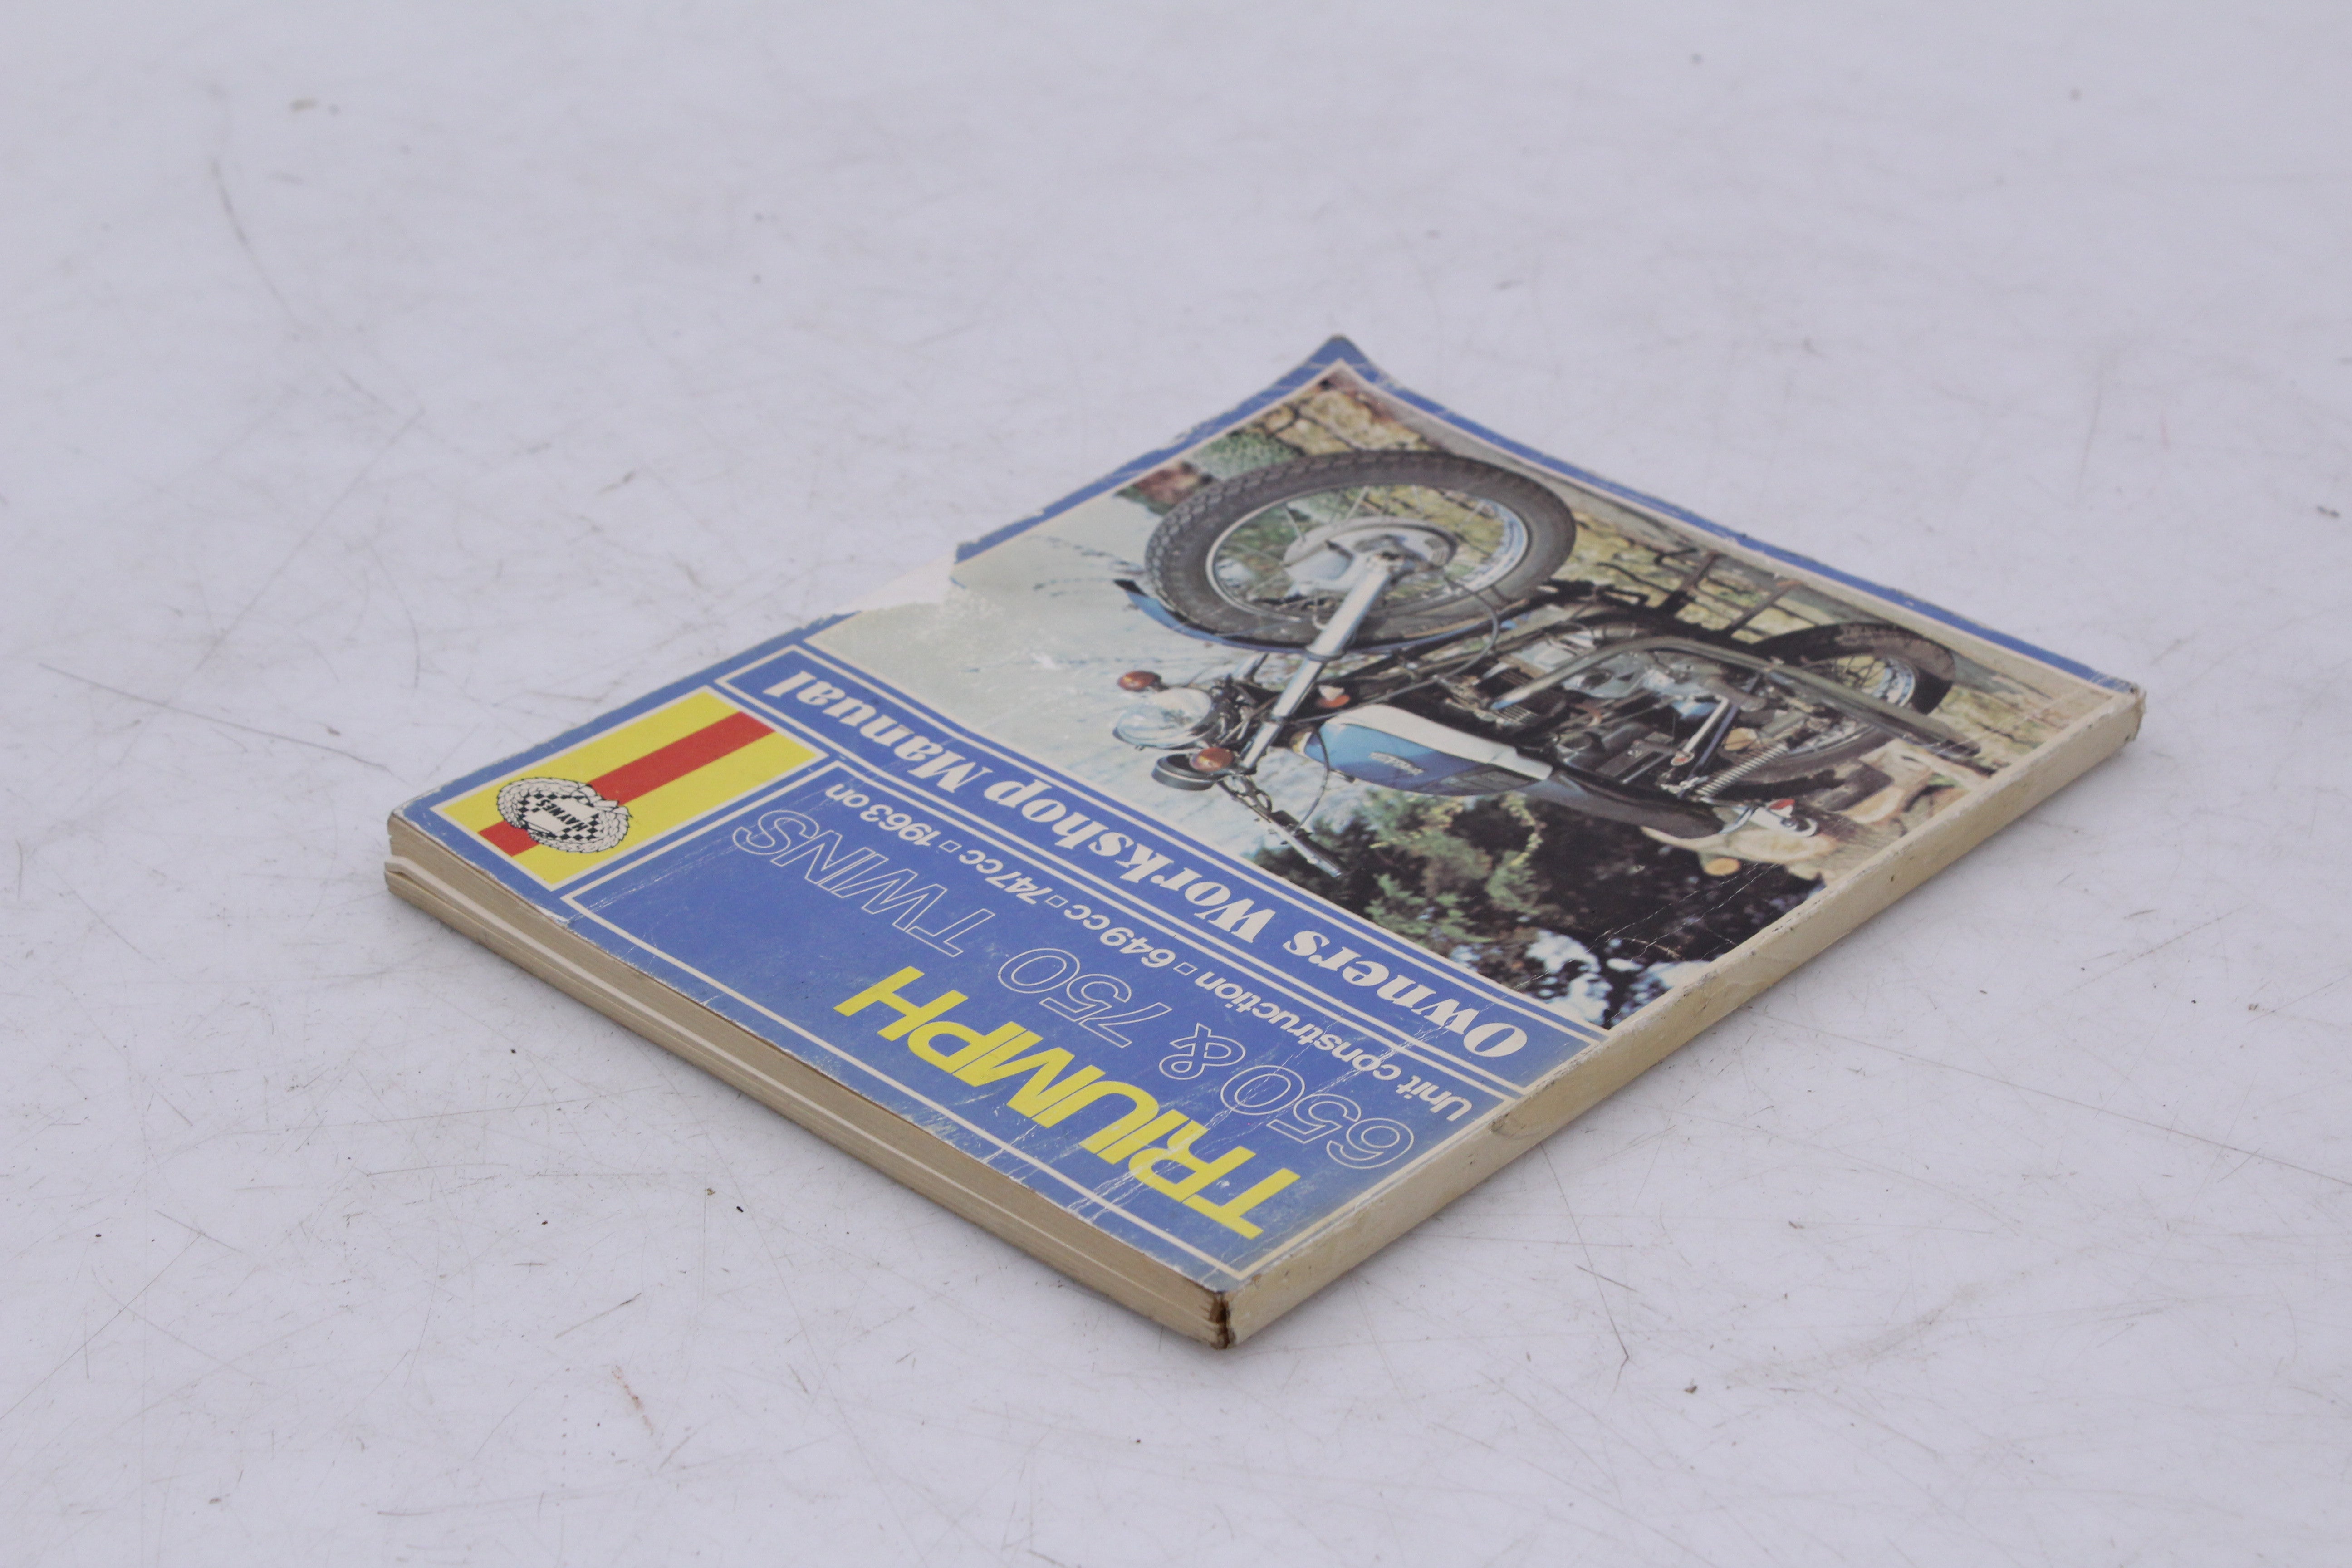 HAYNES
TRIUMPH
650 & 750 TWINS
Unit construction ▫ 649cc ▫ 747cc ▫ 1963 on
Owners Workshop Manual